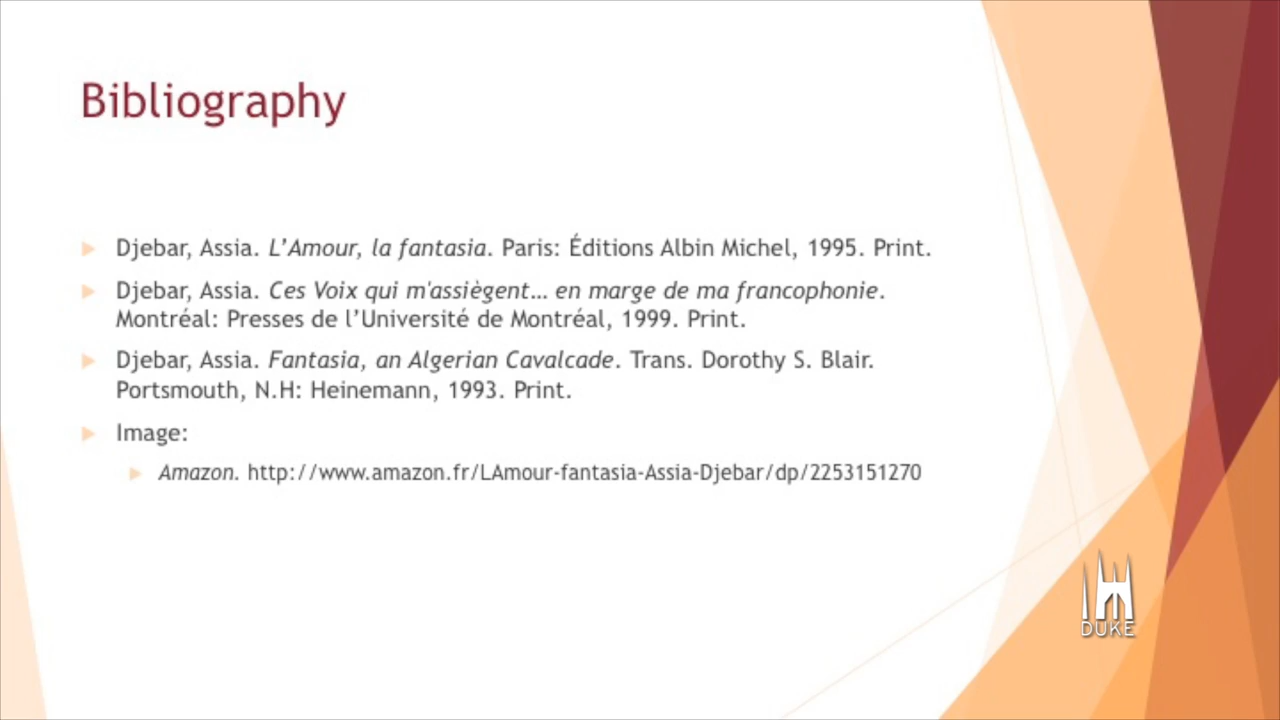 Bibliography
Djebar, Assia. L’Amour, la fantasia. Paris: Éditions Albin Michel, 1995. Print.
Djebar, Assia. Ces Voix qui m'assiègent… en marge de ma francophonie.
Montréal: Presses de l’Université de Montréal, 1999. Print.
Djebar, Assia. Fantasia, an Algerian Cavalcade. Trans. Dorothy S. Blair.
Portsmouth, N.H: Heinemann, 1993. Print.
Image:
Amazon. http://www.amazon.fr/LAmour-fantasia-Assia-Djebar/dp/2253151270
DUKE